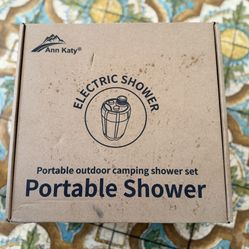 Ann Katy®
ELECTRIC SHOWER
Portable outdoor camping shower set
Portable Shower